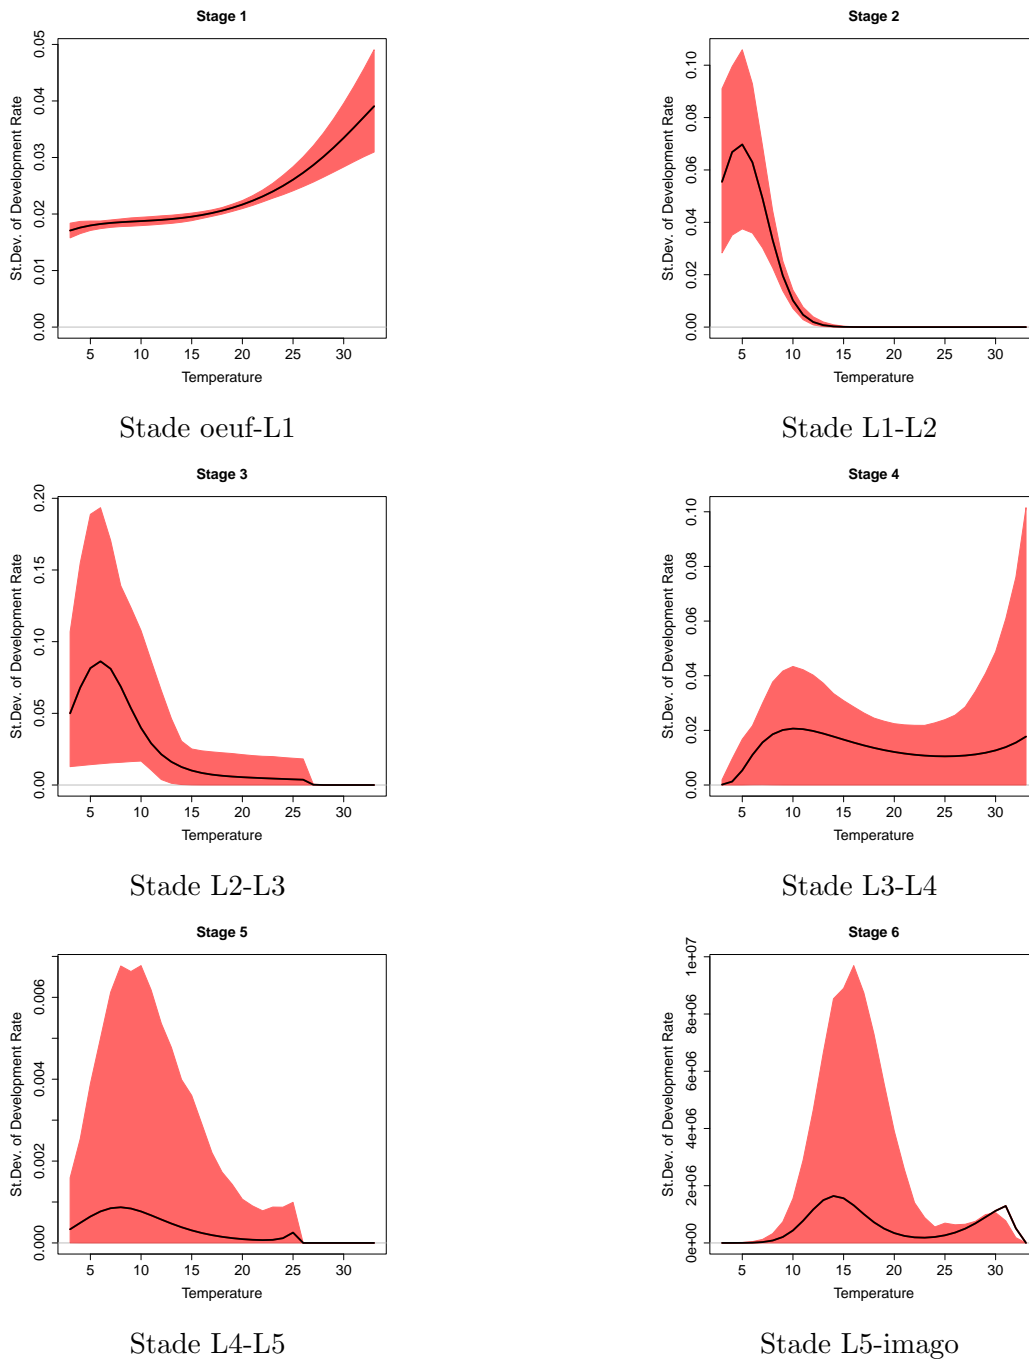 Stage 1
St.Dev. of Development Rate
0.00 0.01 0.02 0.03 0.04 0.05
5 10 15 20 25 30
Temperature
Stade oeuf-L1
Stage 2
St.Dev. of Development Rate
0.00 0.02 0.04 0.06 0.08 0.10
5 10 15 20 25 30
Temperature
Stade L1-L2
Stage 3
St.Dev. of Development Rate
0.00 0.05 0.10 0.15 0.20
5 10 15 20 25 30
Temperature
Stade L2-L3
Stage 4
St.Dev. of Development Rate
0.00 0.02 0.04 0.06 0.08 0.10
5 10 15 20 25 30
Temperature
Stade L3-L4
Stage 5
St.Dev. of Development Rate
0.000 0.002 0.004 0.006
5 10 15 20 25 30
Temperature
Stade L4-L5
Stage 6
St.Dev. of Development Rate
0e+00 2e+06 4e+06 6e+06 8e+06 1e+07
5 10 15 20 25 30
Temperature
Stade L5-imago